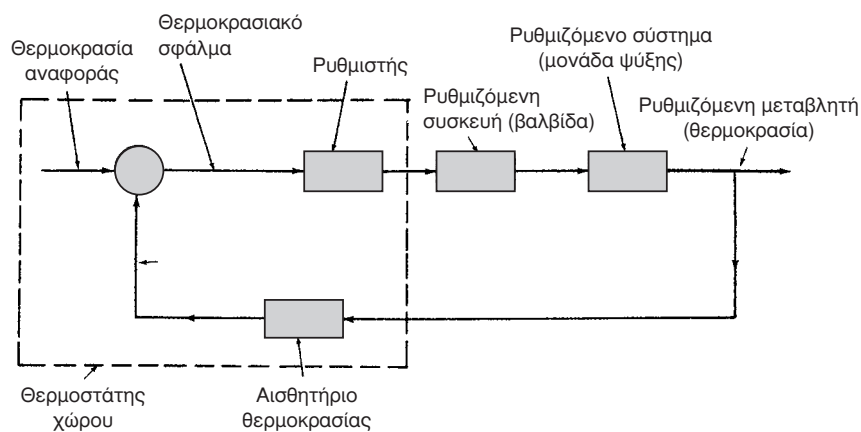 Θερμοκρασία
αναφοράς
Θερμοκρασιακό
σφάλμα
Ρυθμιστής
Ρυθμιζόμενη
συσκευή (βαλβίδα)
Ρυθμιζόμενο σύστημα
(μονάδα ψύξης)
Ρυθμιζόμενη μεταβλητή
(θερμοκρασία)
Θερμοστάτης
χώρου
Αισθητήριο
θερμοκρασίας